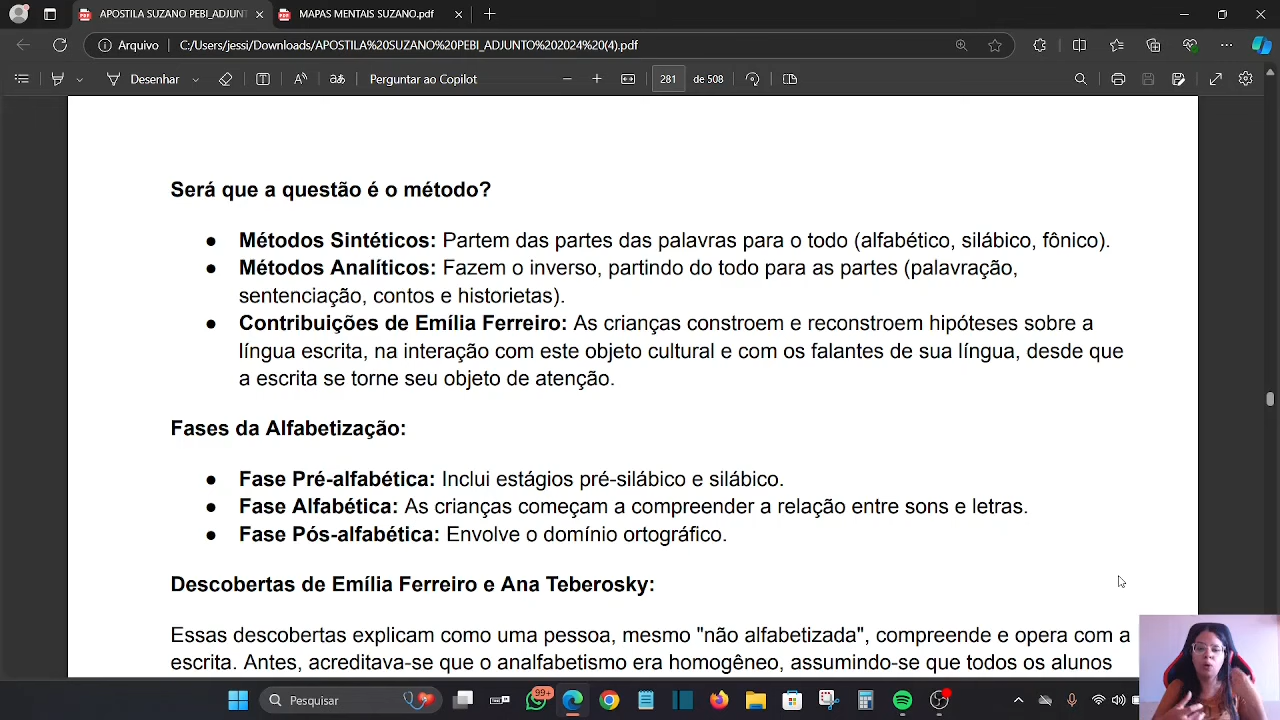 APOSTILA SUZANO PEBI_ADJUNT
MAPAS MENTAIS SUZANO.pdf
Arquivo
C:/Users/jessi/Downloads/APOSTILA%20SUZANO%20PEBI_ADJUNTO%202024%20(4).pdf
Desenhar
Perguntar ao Copilot
281
de 508
Será que a questão é o método?
● Métodos Sintéticos: Partem das partes das palavras para o todo (alfabético, silábico, fônico).
● Métodos Analíticos: Fazem o inverso, partindo do todo para as partes (palavração,
sentenciação, contos e historietas).
● Contribuições de Emília Ferreiro: As crianças constroem e reconstroem hipóteses sobre a
língua escrita, na interação com este objeto cultural e com os falantes de sua língua, desde que
a escrita se torne seu objeto de atenção.
Fases da Alfabetização:
● Fase Pré-alfabética: Inclui estágios pré-silábico e silábico.
● Fase Alfabética: As crianças começam a compreender a relação entre sons e letras.
● Fase Pós-alfabética: Envolve o domínio ortográfico.
Descobertas de Emília Ferreiro e Ana Teberosky:
Essas descobertas explicam como uma pessoa, mesmo "não alfabetizada", compreende e opera com a
escrita. Antes, acreditava-se que o analfabetismo era homogêneo, assumindo-se que todos os alunos
Pesquisar
99+